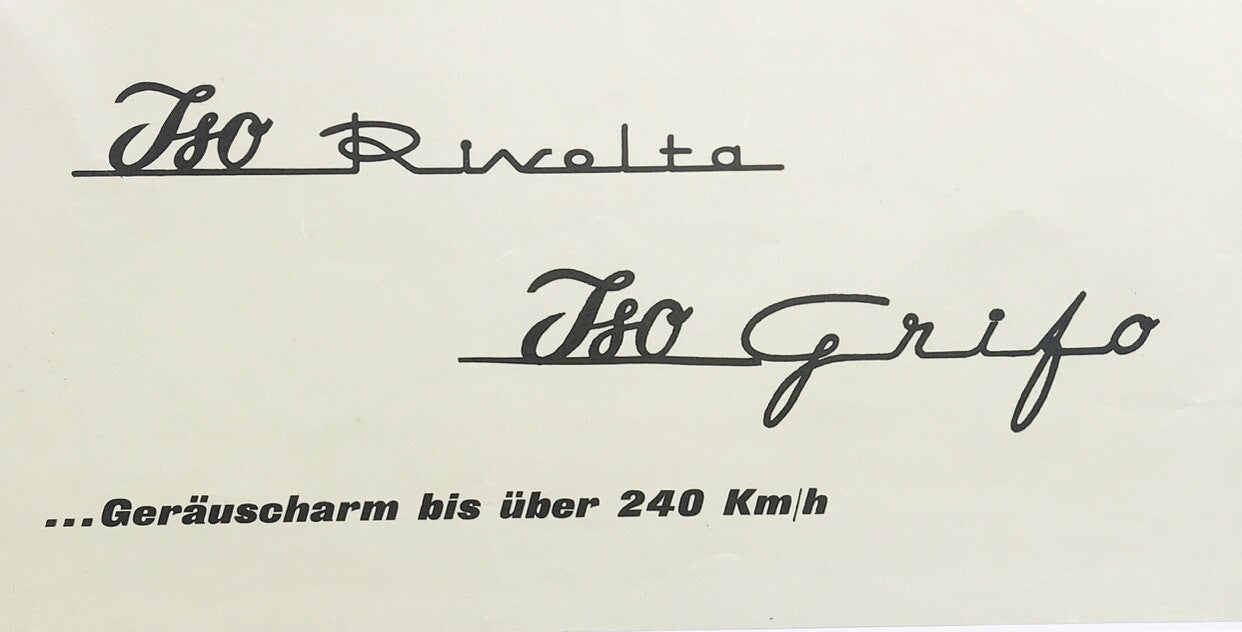 Iso Rivolta
Iso Grifo
...Geräuscharm bis über 240 Km/h